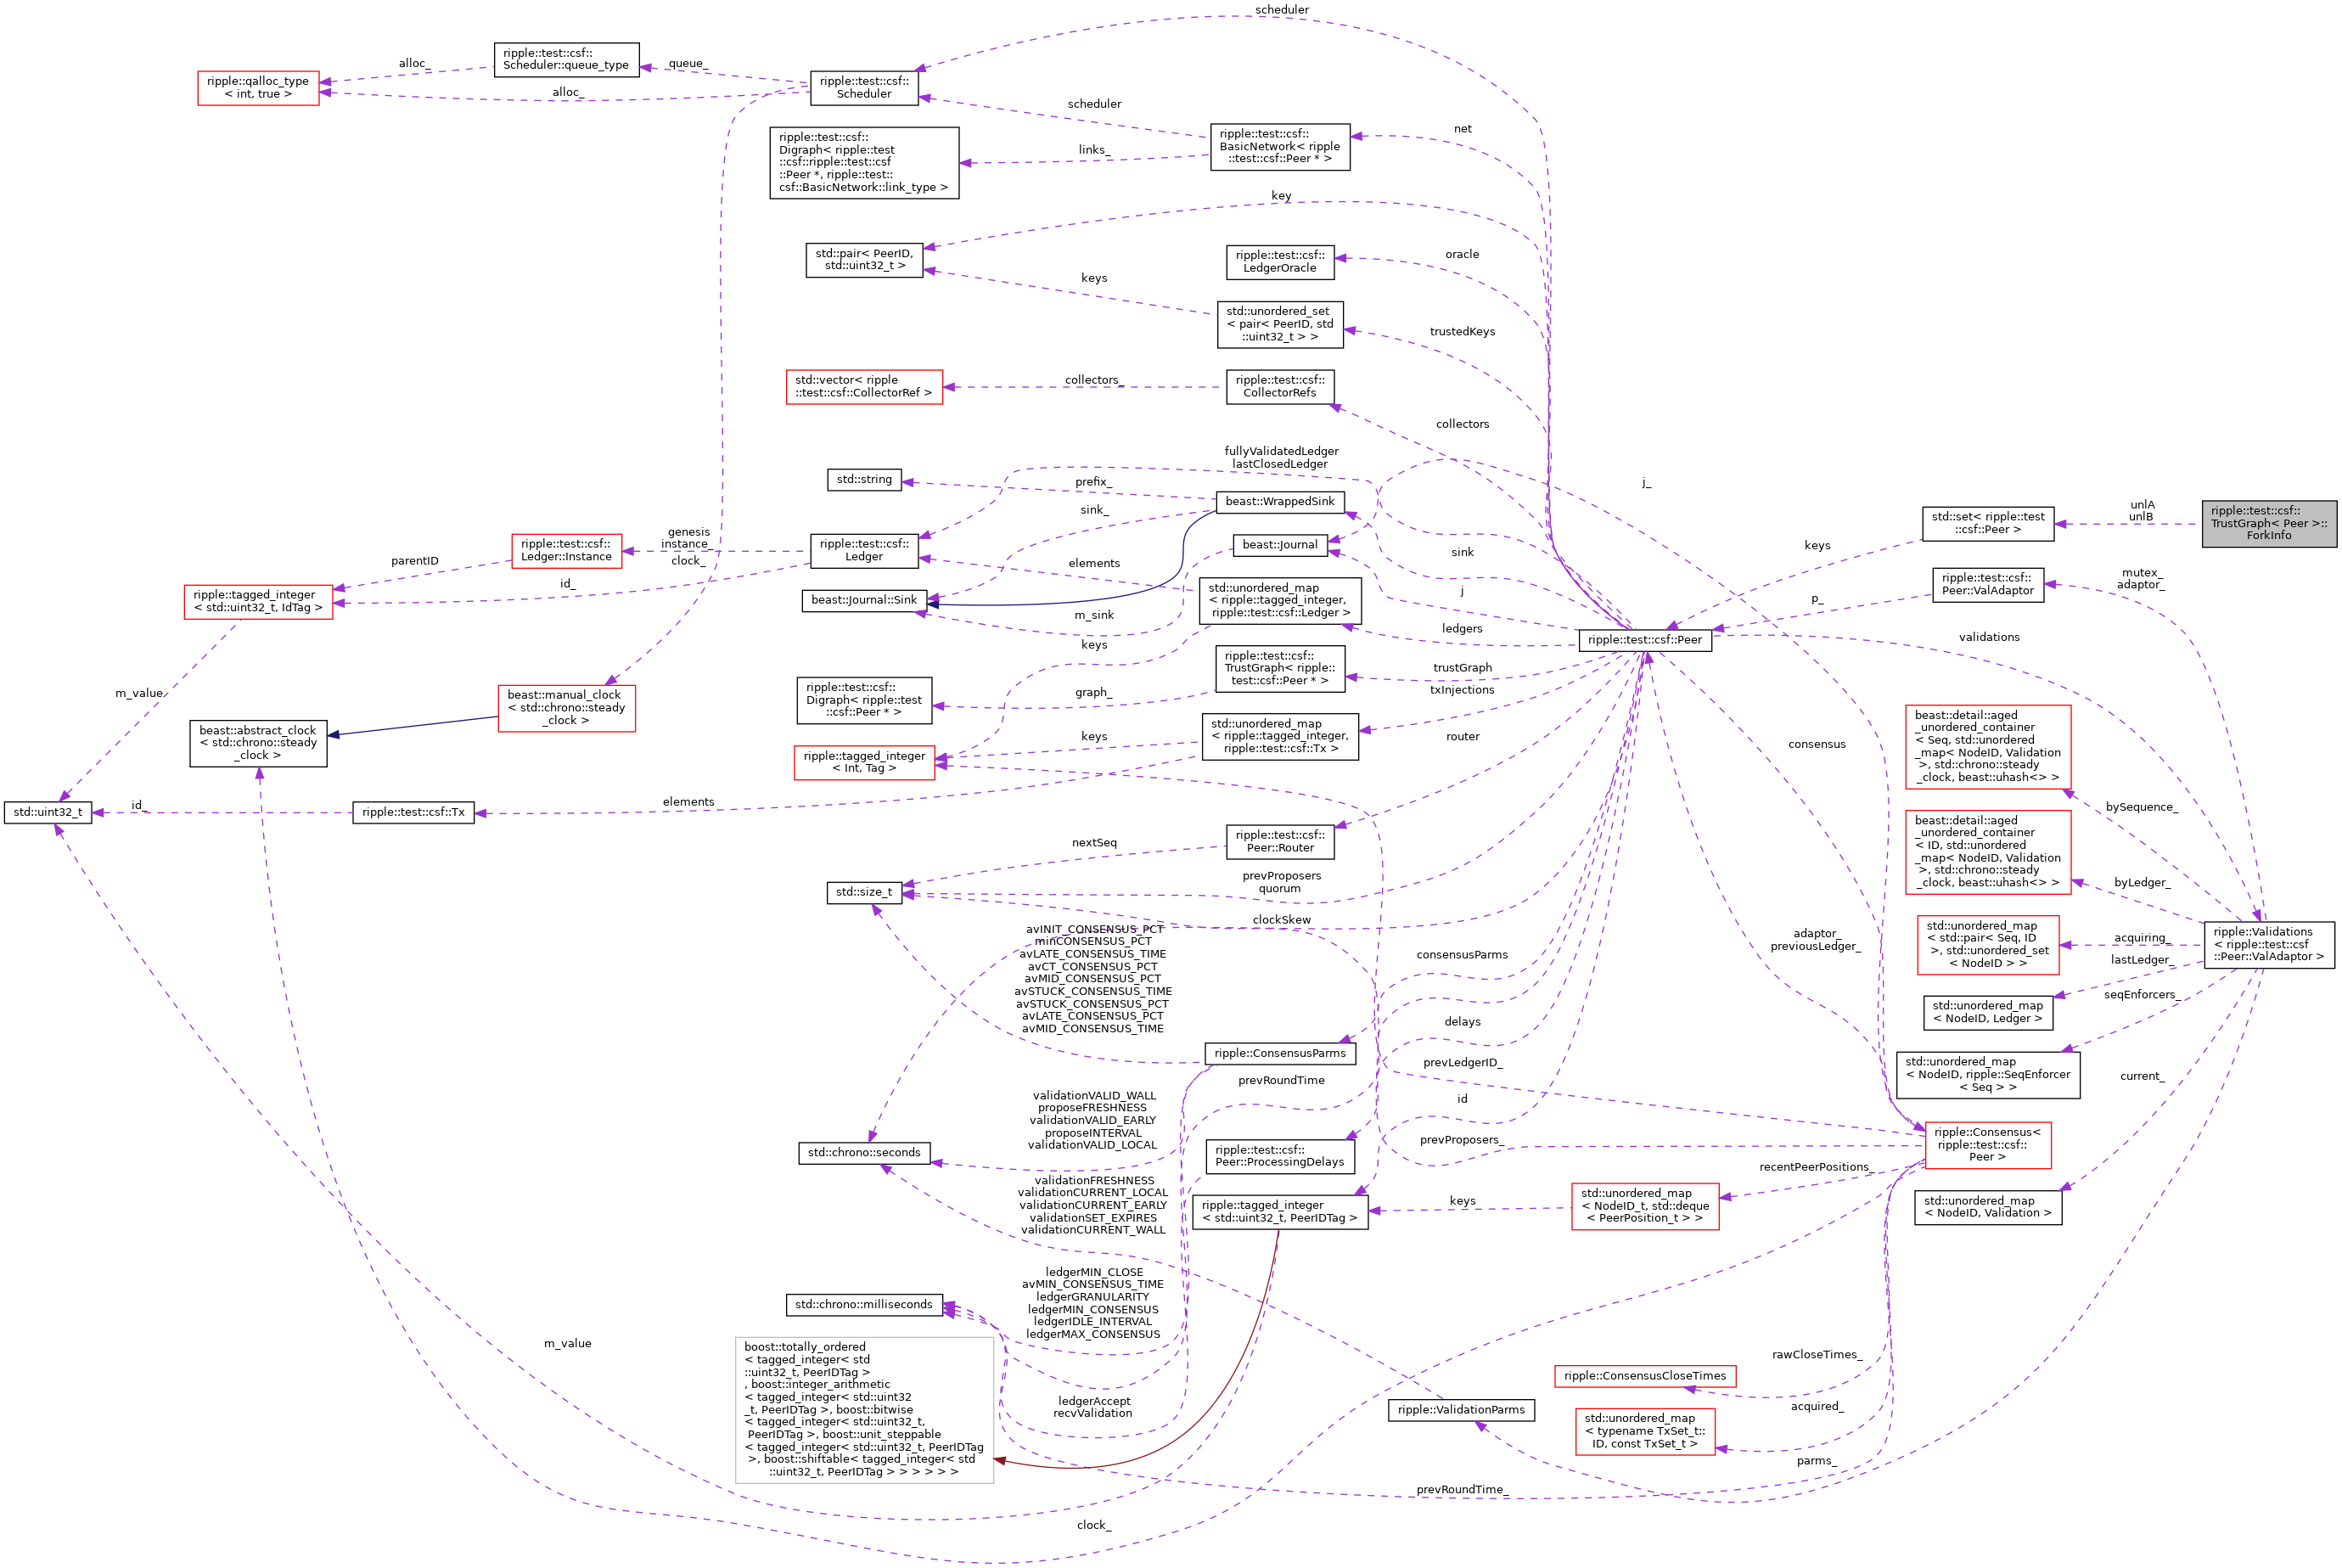 scheduler
ripple::test::csf::
Scheduler::queue_type
alloc_
queue_
ripple::qalloc_type
< int, true >
alloc_
ripple::test::csf::
Scheduler
scheduler
net
ripple::test::csf::
BasicNetwork< ripple
::test::csf::Peer * >
links_
ripple::test::csf::
Digraph< ripple::test
::csf::ripple::test::csf
::Peer *, ripple::test::
csf::BasicNetwork::link_type >
key
std::pair< PeerID,
std::uint32_t >
ripple::test::csf::
LedgerOracle
oracle
keys
std::unordered_set
< pair< PeerID, std
::uint32_t > >
trustedKeys
std::vector< ripple
::test::csf::CollectorRef >
collectors_
ripple::test::csf::
CollectorRefs
collectors
fullyValidatedLedger
lastClosedLedger
std::string
prefix_
beast::WrappedSink
sink_
j_
unlA
unlB
ripple::test::csf::
TrustGraph< Peer >::
ForkInfo
std::set< ripple::test
::csf::Peer >
keys
genesis
instance_
clock_
ripple::test::csf::
Ledger::Instance
ripple::test::csf::
Ledger
beast::Journal
sink
parentID
id_
elements
ripple::tagged_integer
< std::uint32_t, IdTag >
beast::Journal::Sink
std::unordered_map
< ripple::tagged_integer,
ripple::test::csf::Ledger >
j
m_sink
ledgers
keys
ripple::test::csf::Peer
p_
ripple::test::csf::
Peer::ValAdaptor
mutex_
adaptor_
validations
ripple::test::csf::
TrustGraph< ripple::
test::csf::Peer * >
trustGraph
graph_
ripple::test::csf::
Digraph< ripple::test
::csf::Peer * >
txInjections
m_value
beast::manual_clock
< std::chrono::steady
_clock >
beast::abstract_clock
< std::chrono::steady
_clock >
std::unordered_map
< ripple::tagged_integer,
ripple::test::csf::Tx >
keys
router
ripple::tagged_integer
< Int, Tag >
consensus
beast::detail::aged
_unordered_container
< Seq, std::unordered
_map< NodeID, Validation
>, std::chrono::steady
_clock, beast::uhash<> >
bySequence_
std::uint32_t
id_
ripple::test::csf::Tx
elements
ripple::test::csf::
Peer::Router
nextSeq
beast::detail::aged
_unordered_container
< ID, std::unordered
_map< NodeID, Validation
>, std::chrono::steady
_clock, beast::uhash<> >
byLedger_
std::size_t
prevProposers
quorum
clockSkew
adaptor_
previousLedger_
std::unordered_map
< std::pair< Seq, ID
>, std::unordered_set
< NodeID > >
acquiring_
ripple::Validations
< ripple::test::csf
::Peer::ValAdaptor >
lastLedger_
avINIT_CONSENSUS_PCT
minCONSENSUS_PCT
avLATE_CONSENSUS_TIME
avCT_CONSENSUS_PCT
avMID_CONSENSUS_PCT
avSTUCK_CONSENSUS_TIME
avSTUCK_CONSENSUS_PCT
avLATE_CONSENSUS_PCT
avMID_CONSENSUS_TIME
consensusParms
seqEnforcers_
std::unordered_map
< NodeID, Ledger >
delays
ripple::ConsensusParms
prevLedgerID_
std::unordered_map
< NodeID, ripple::SeqEnforcer
< Seq > >
current_
prevRoundTime
validationVALID_WALL
proposeFRESHNESS
validationVALID_EARLY
proposeINTERVAL
validationVALID_LOCAL
id
prevProposers_
std::chrono::seconds
ripple::test::csf::
Peer::ProcessingDelays
ripple::Consensus<
ripple::test::csf::
Peer >
recentPeerPositions_
validationFRESHNESS
validationCURRENT_LOCAL
validationCURRENT_EARLY
validationSET_EXPIRES
validationCURRENT_WALL
ripple::tagged_integer
< std::uint32_t, PeerIDTag >
keys
std::unordered_map
< NodeID_t, std::deque
< PeerPosition_t > >
std::unordered_map
< NodeID, Validation >
ledgerMIN_CLOSE
avMIN_CONSENSUS_TIME
ledgerGRANULARITY
ledgerMIN_CONSENSUS
ledgerIDLE_INTERVAL
ledgerMAX_CONSENSUS
std::chrono::milliseconds
m_value
boost::totally_ordered
< tagged_integer< std
::uint32_t, PeerIDTag >
, boost::integer_arithmetic
< tagged_integer< std::uint32
_t, PeerIDTag >, boost::bitwise
< tagged_integer< std::uint32_t,
PeerIDTag >, boost::unit_steppable
< tagged_integer< std::uint32_t, PeerIDTag
>, boost::shiftable< tagged_integer< std
::uint32_t, PeerIDTag > > > > > >
ledgerAccept
recvValidation
rawCloseTimes_
ripple::ConsensusCloseTimes
ripple::ValidationParms
acquired_
std::unordered_map
< typename TxSet_t::
ID, const TxSet_t >
parms_
prevRoundTime_
clock_